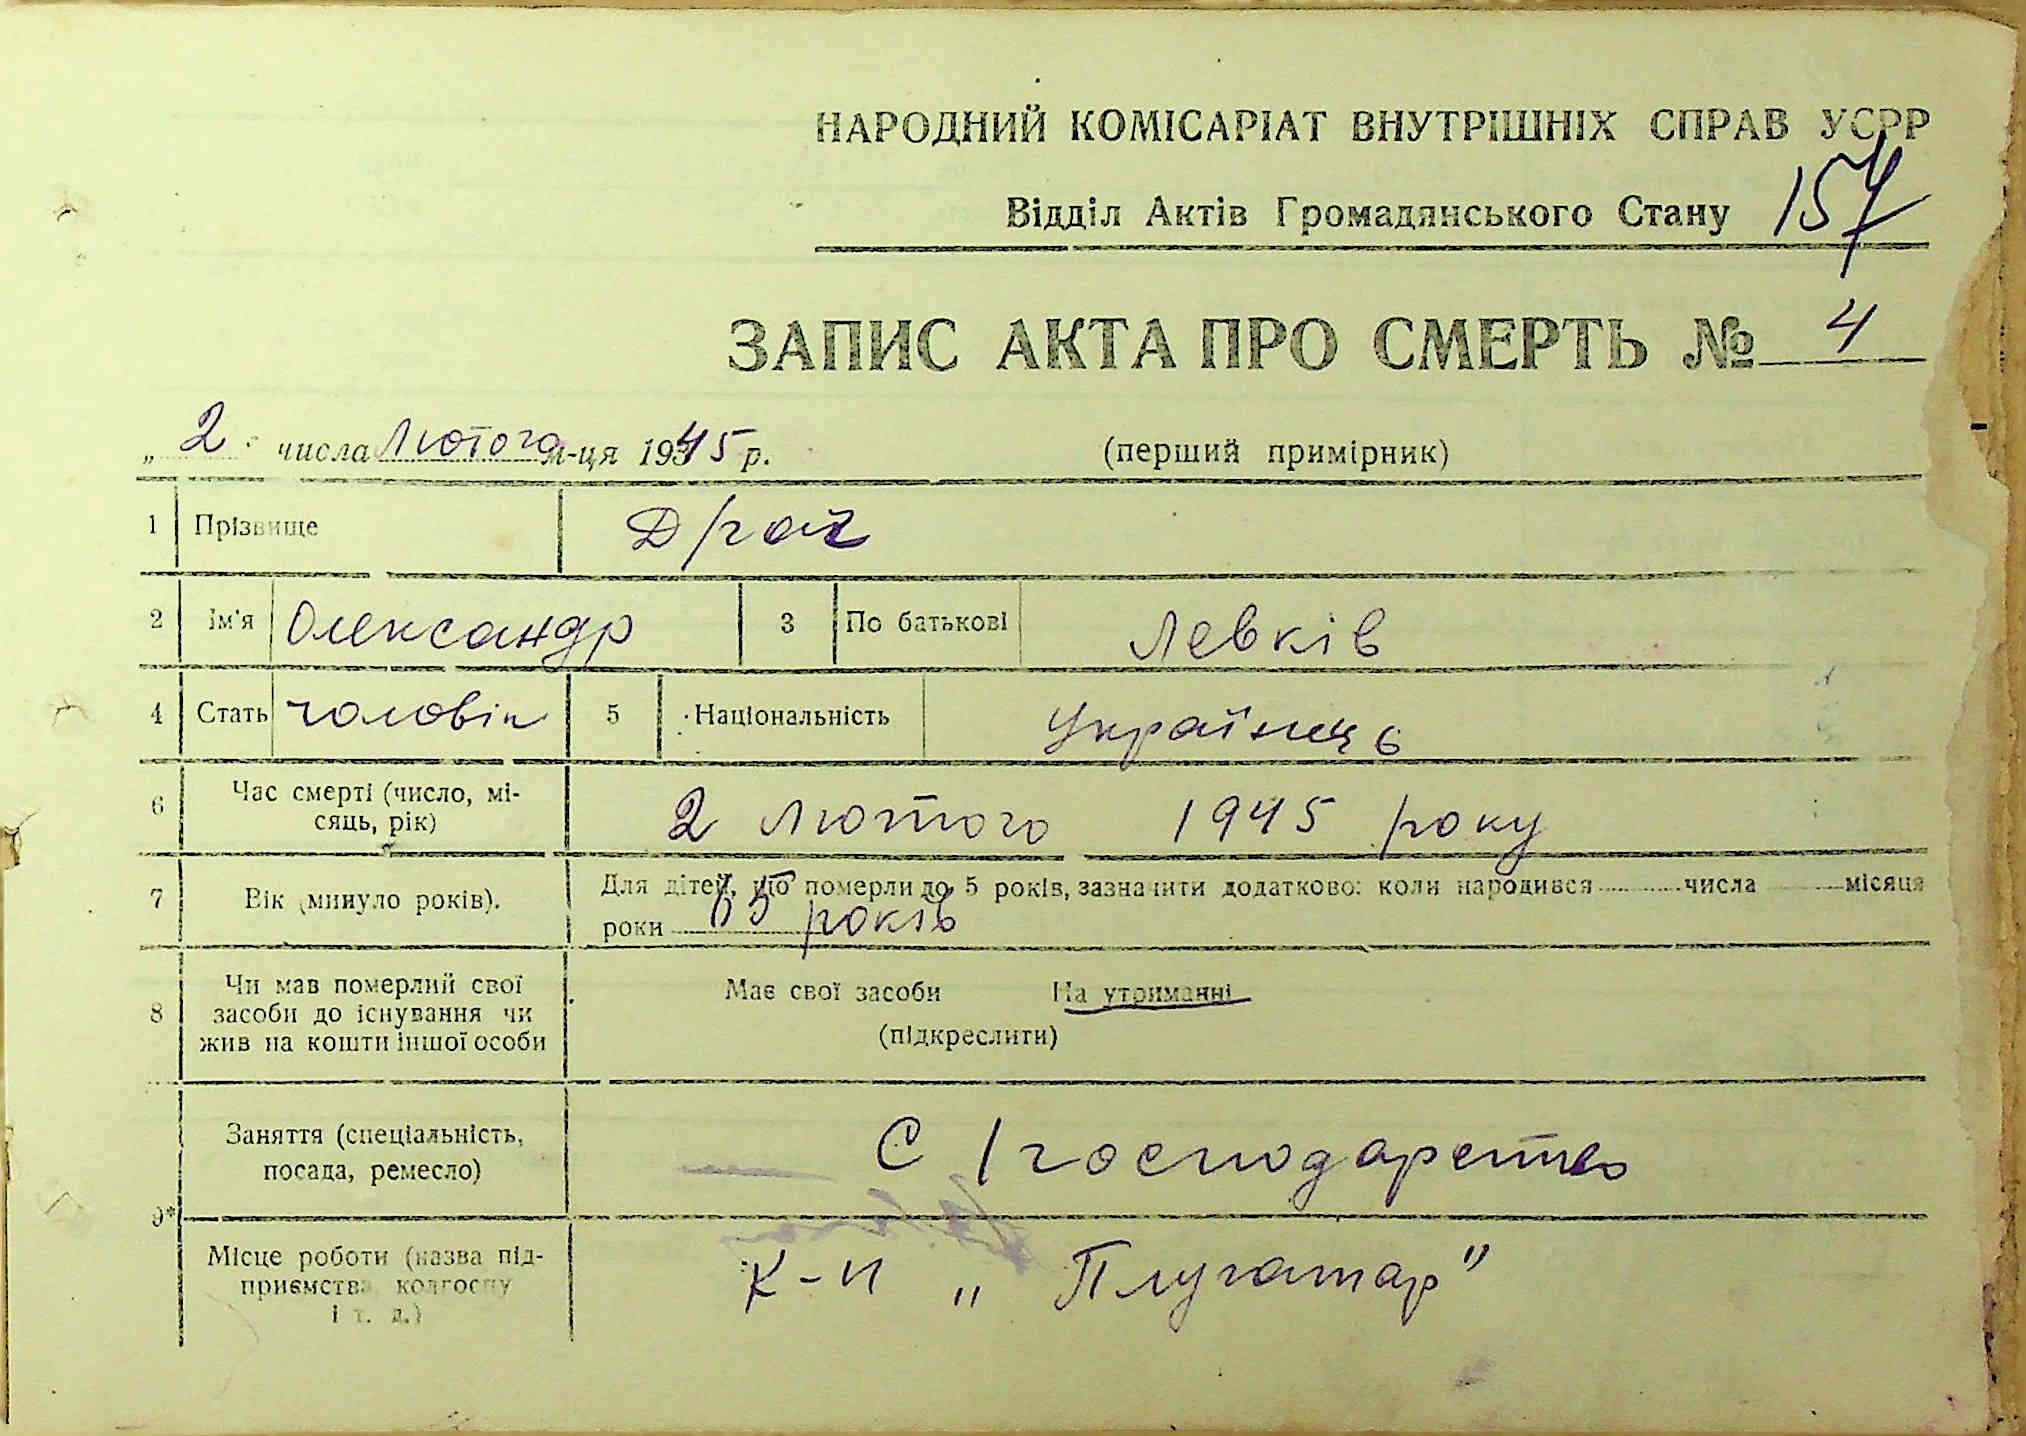 НАРОДНИЙ КОМІСАРІАТ ВНУТРІШНІХ СПРАВ УСРР
Відділ Актів Громадянського Стану 157
ЗАПИС АКТА ПРО СМЕРТЬ № 4
„ 2 " числа Лютого м-ця 1945 р. (перший примірник)
1 Прізвище Драч
2 Ім'я Олександр 3 По батькові Левків
4 Стать чоловік 5 Національність Українець
6 Час смерті (число, мі-
сяць, рік) 2 Лютого 1945 року
7 Вік (минуло років). Для дітей, що померли до 5 років, зазначити додатково: коли народився числа місяця
роки років
8 Чи мав померлий свої
засоби до існування чи
жив на кошти іншої особи
Має свої засоби На утриманні
(підкреслити)
9* Заняття (спеціальність,
посада, ремесло) С/господарство
Місце роботи (назва під-
приємства, колгоспу
і т. д.) К-п „Плугатар"